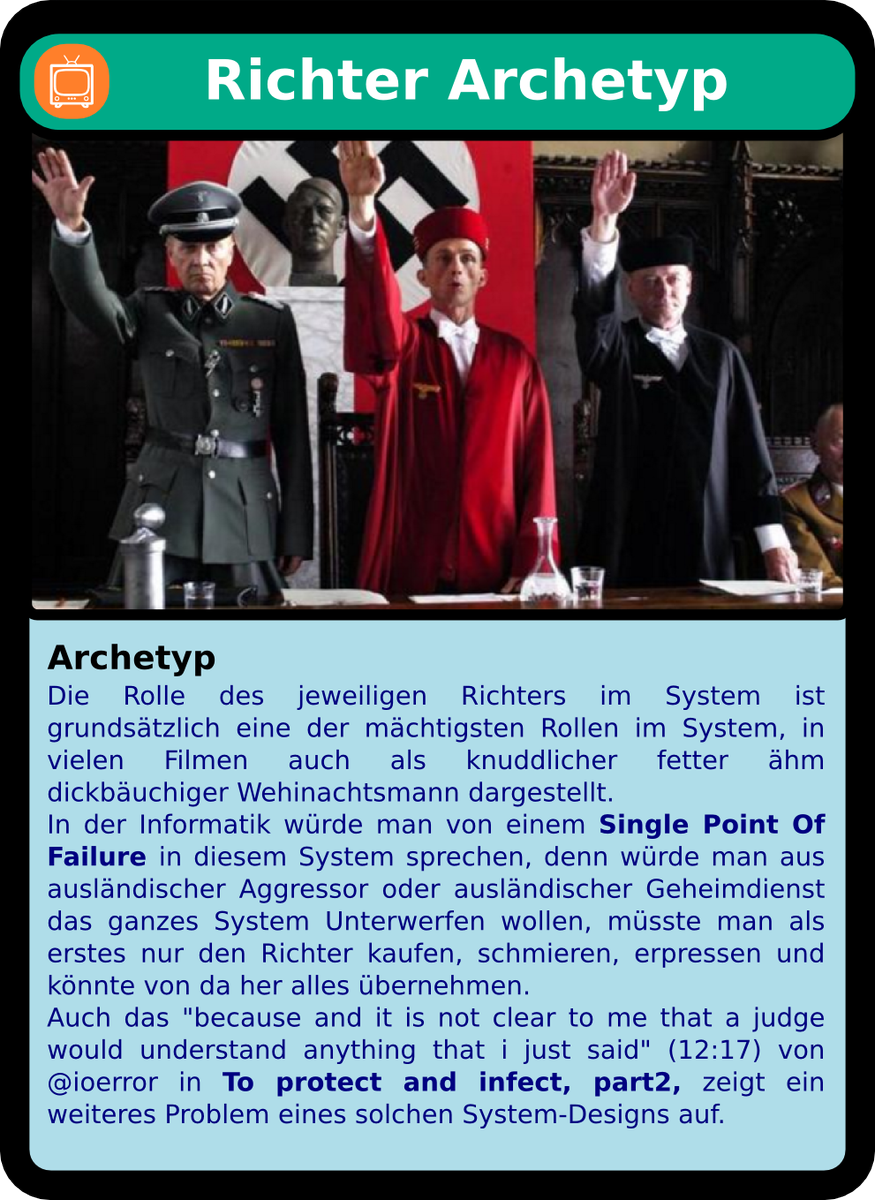 Richter Archetyp
Archetyp
Die Rolle des jeweiligen Richters im System ist
grundsätzlich eine der mächtigsten Rollen im System, in
vielen Filmen auch als knuddlicher fetter ähm
dickbäuchiger Wehinachtsmann dargestellt.
In der Informatik würde man von einem Single Point Of
Failure in diesem System sprechen, denn würde man aus
ausländischer Aggressor oder ausländischer Geheimdienst
das ganzes System Unterwerfen wollen, müsste man als
erstes nur den Richter kaufen, schmieren, erpressen und
könnte von da her alles übernehmen.
Auch das "because and it is not clear to me that a judge
would understand anything that i just said" (12:17) von
@ioerror in To protect and infect, part2, zeigt ein
weiteres Problem eines solchen System-Designs auf.